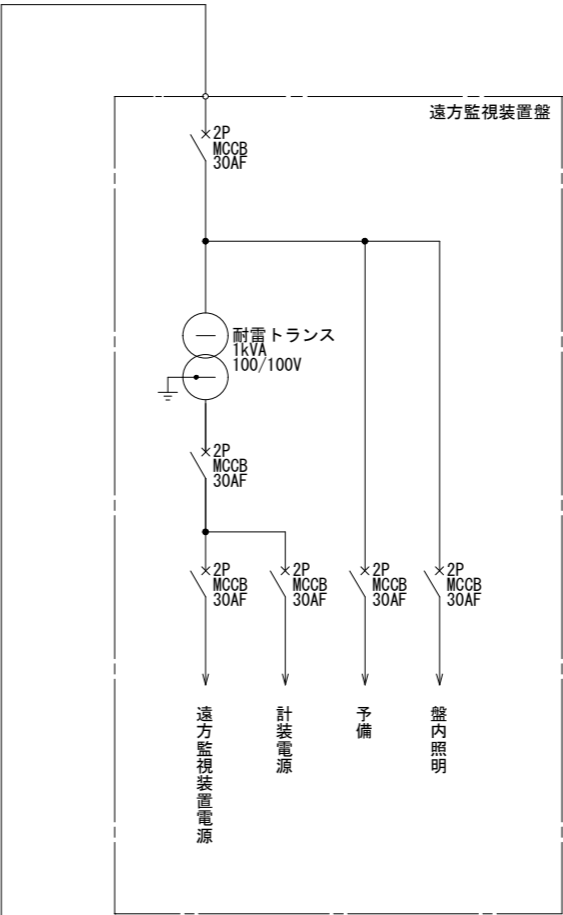 遠方監視装置盤
2P
MCCB
30AF
耐雷トランス
1kVA
100/100V
2P
MCCB
30AF
2P
MCCB
30AF
2P
MCCB
30AF
2P
MCCB
30AF
2P
MCCB
30AF
遠方監視装置電源
計装電源
予備
盤内照明